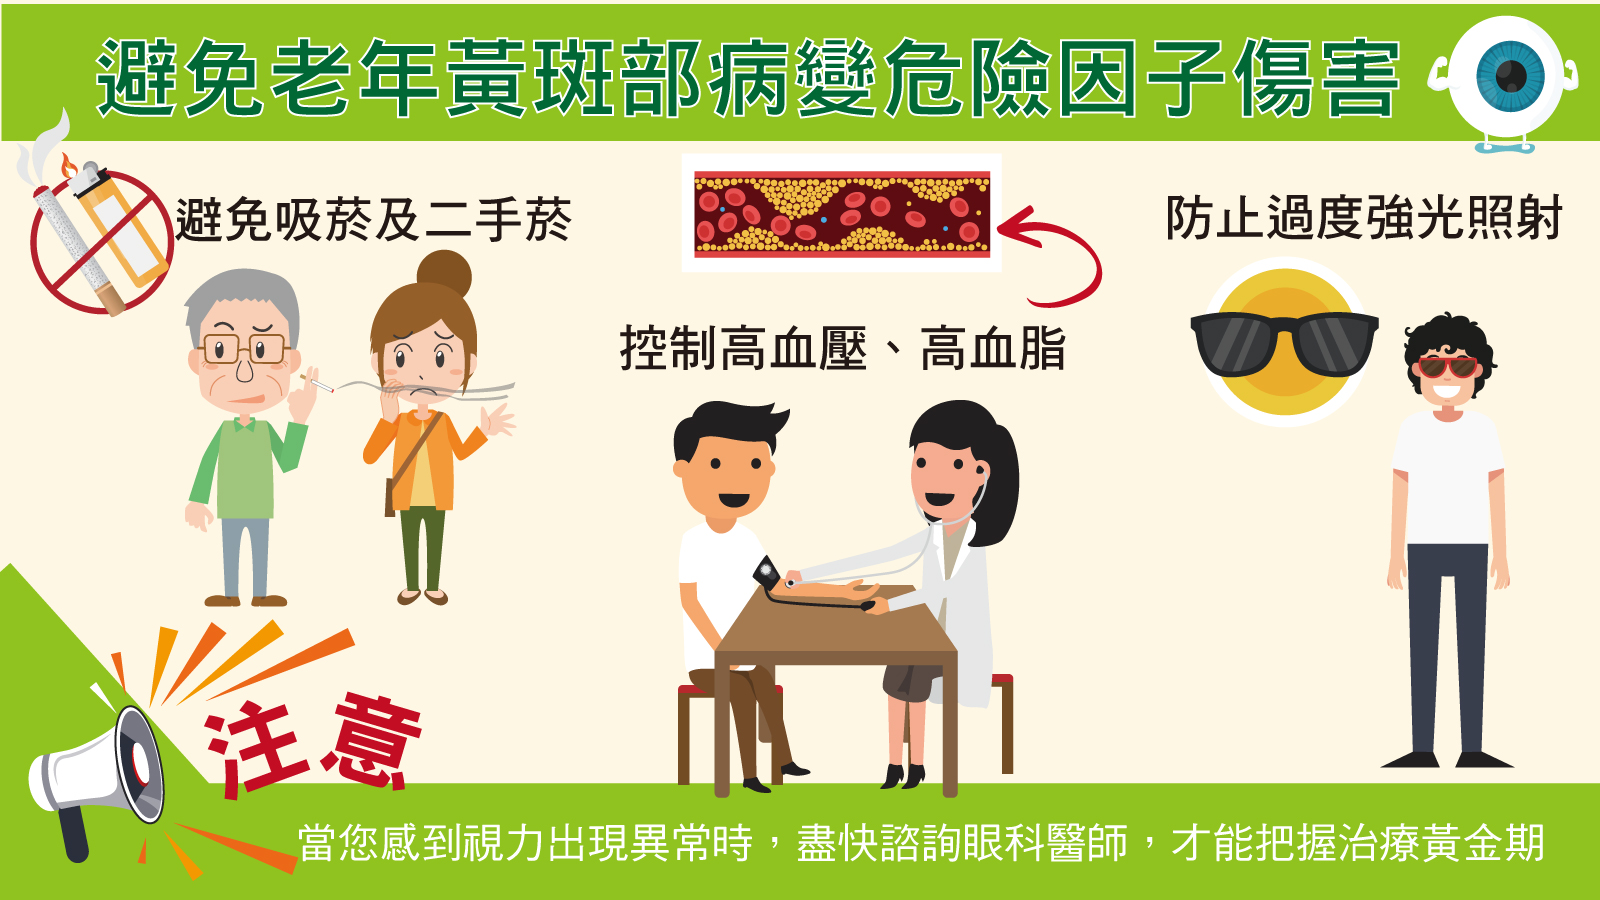 避免老年黃斑部病變危險因子傷害
避免吸菸及二手菸
控制高血壓、高血脂
防止過度強光照射
注意
當您感到視力出現異常時，盡快諮詢眼科醫師，才能把握治療黃金期